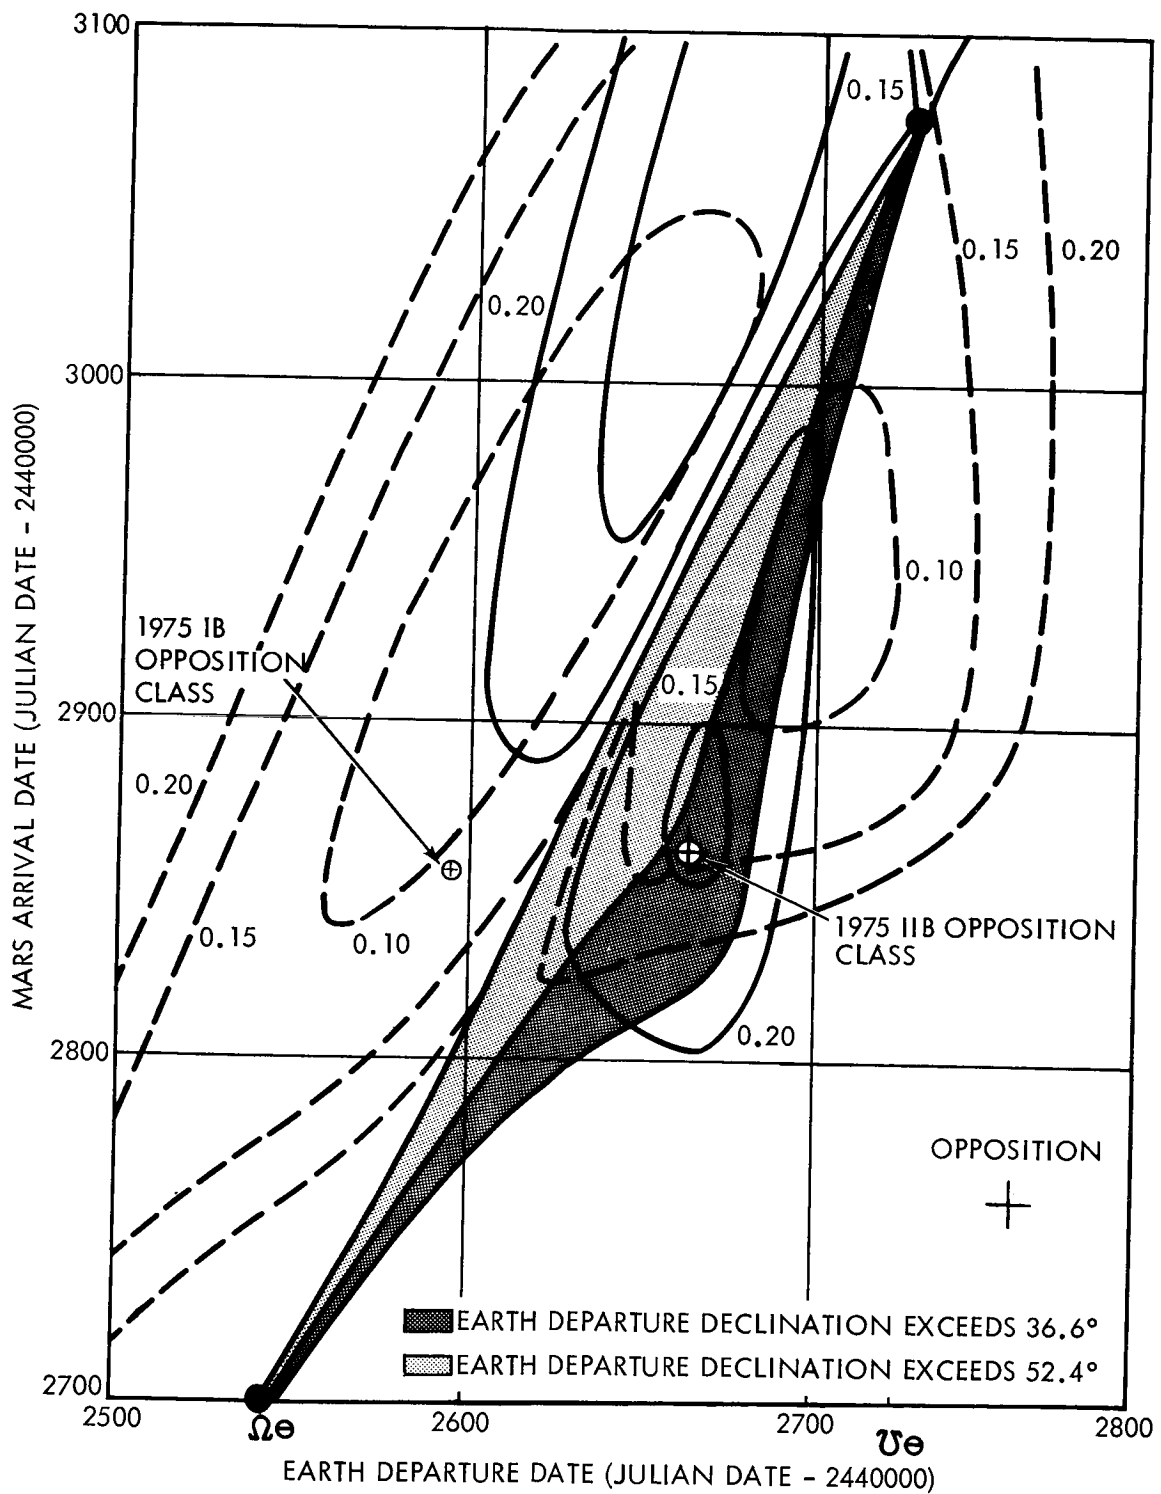 3100
0.15
0.15
0.20
0.20
3000
MARS ARRIVAL DATE (JULIAN DATE - 2440000)
0.10
1975 IB
OPPOSITION
CLASS
0.15
2900
0.20
0.15
0.10
1975 IIB OPPOSITION
CLASS
0.20
2800
OPPOSITION
EARTH DEPARTURE DECLINATION EXCEEDS 36.6°
EARTH DEPARTURE DECLINATION EXCEEDS 52.4°
2700
2500
2600
2700
2800
Ω⊖
℧⊖
EARTH DEPARTURE DATE (JULIAN DATE - 2440000)